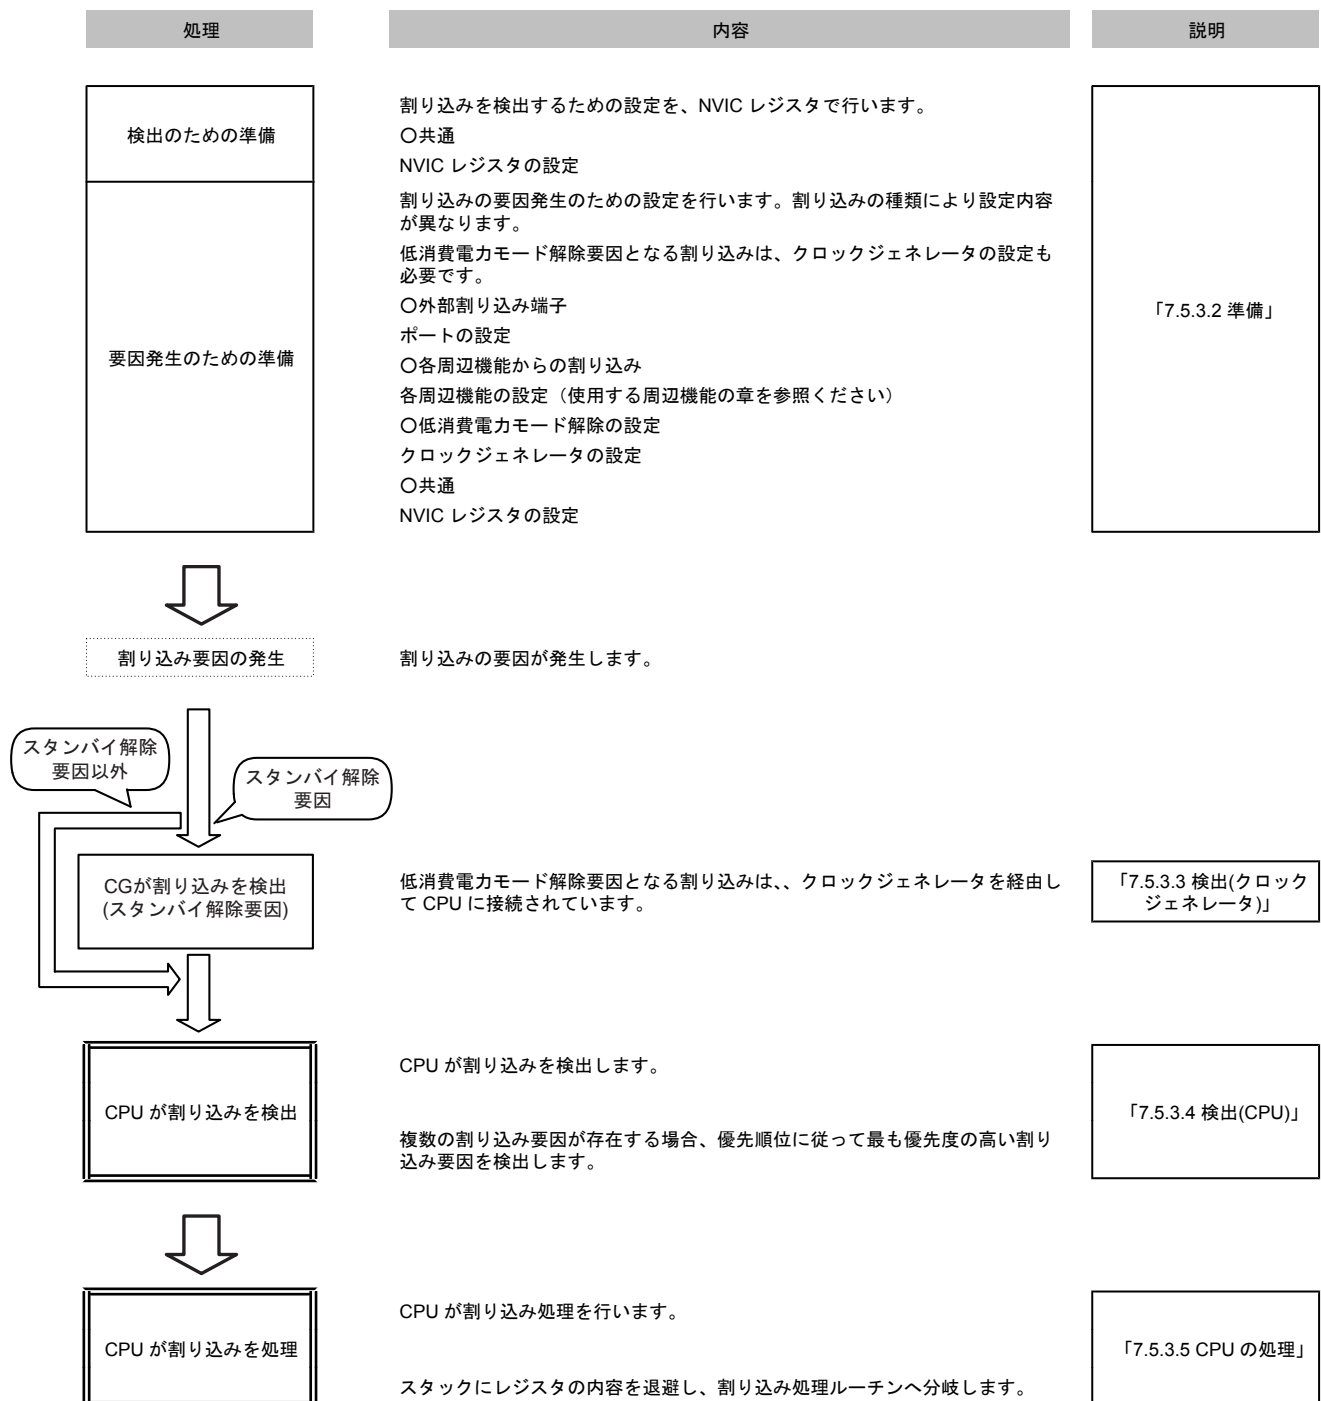 処理
内容
説明
検出のための準備
割り込みを検出するための設定を、NVIC レジスタで行います。
〇共通
NVIC レジスタの設定
要因発生のための準備
割り込みの要因発生のための設定を行います。割り込みの種類により設定内容
が異なります。
低消費電力モード解除要因となる割り込みは、クロックジェネレータの設定も
必要です。
〇外部割り込み端子
ポートの設定
〇各周辺機能からの割り込み
各周辺機能の設定（使用する周辺機能の章を参照ください）
〇低消費電力モード解除の設定
クロックジェネレータの設定
〇共通
NVIC レジスタの設定
「7.5.3.2 準備」
割り込み要因の発生
割り込みの要因が発生します。
スタンバイ解除
要因以外
スタンバイ解除
要因
CGが割り込みを検出
(スタンバイ解除要因)
低消費電力モード解除要因となる割り込みは、、クロックジェネレータを経由し
て CPU に接続されています。
「7.5.3.3 検出(クロック
ジェネレータ)」
CPU が割り込みを検出
CPU が割り込みを検出します。
複数の割り込み要因が存在する場合、優先順位に従って最も優先度の高い割り
込み要因を検出します。
「7.5.3.4 検出(CPU)」
CPU が割り込みを処理
CPU が割り込み処理を行います。
スタックにレジスタの内容を退避し、割り込み処理ルーチンへ分岐します。
「7.5.3.5 CPU の処理」